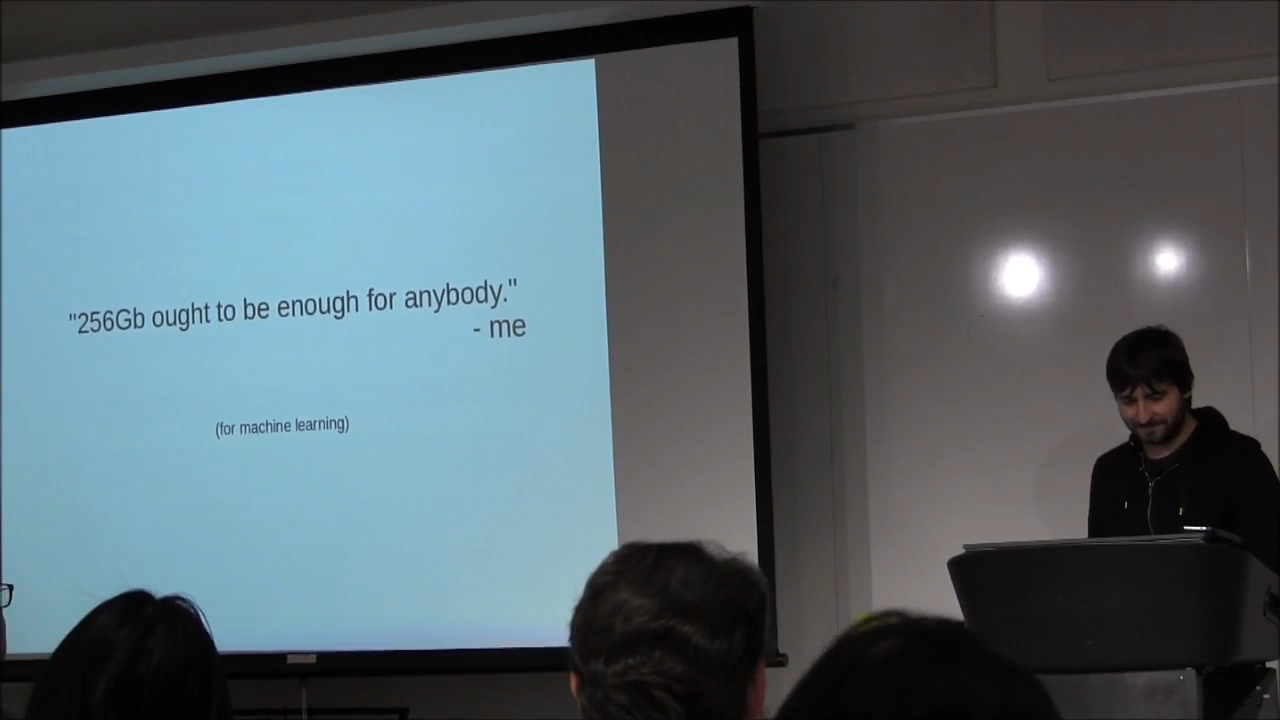 "256Gb ought to be enough for anybody."
- me
(for machine learning)